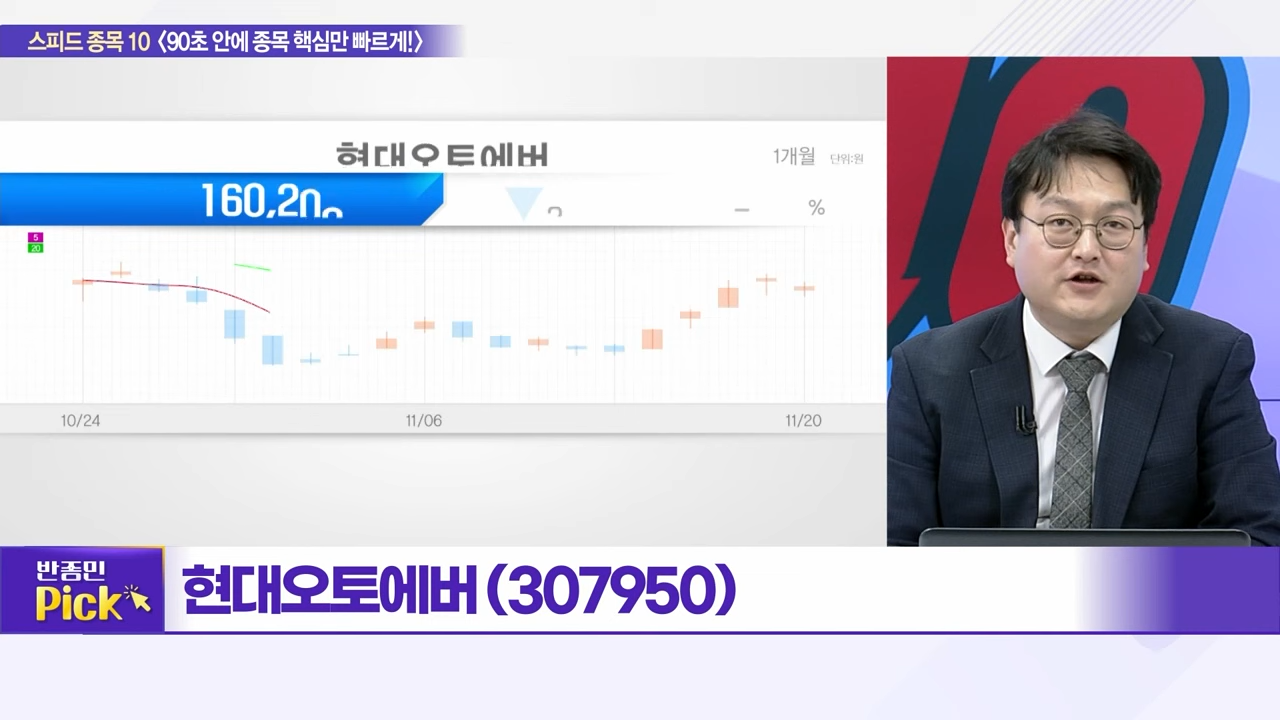 스피드 종목 10 〈90초 안에 종목 핵심만 빠르게!〉
현대오토에버
1개월 단위:원
%
5
20
10/24 11/06 11/20
반종민
Pick
현대오토에버 (307950)